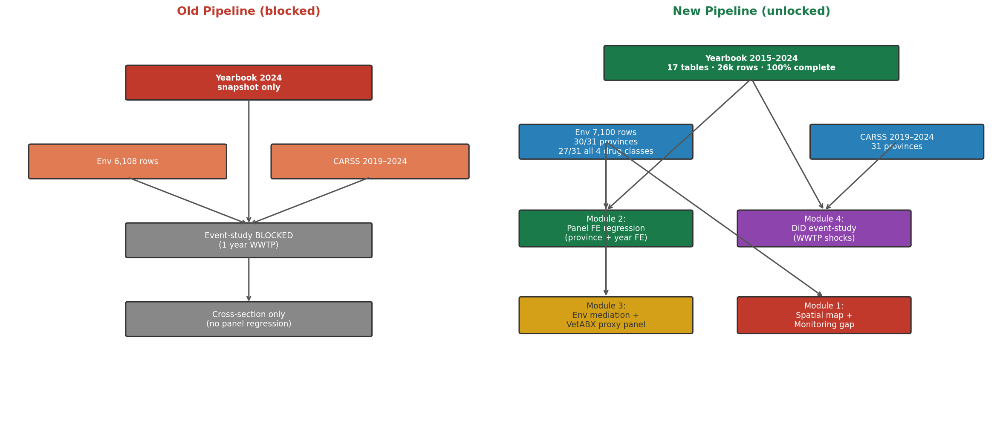 Old Pipeline (blocked)
Yearbook 2024
snapshot only
Env 6,108 rows
CARSS 2019–2024
Event-study BLOCKED
(1 year WWTP)
Cross-section only
(no panel regression)
New Pipeline (unlocked)
Yearbook 2015–2024
17 tables · 26k rows · 100% complete
Env 7,100 rows
30/31 provinces
27/31 all 4 drug classes
CARSS 2019–2024
31 provinces
Module 2:
Panel FE regression
(province + year FE)
Module 4:
DiD event-study
(WWTP shocks)
Module 3:
Env mediation +
VetABX proxy panel
Module 1:
Spatial map +
Monitoring gap